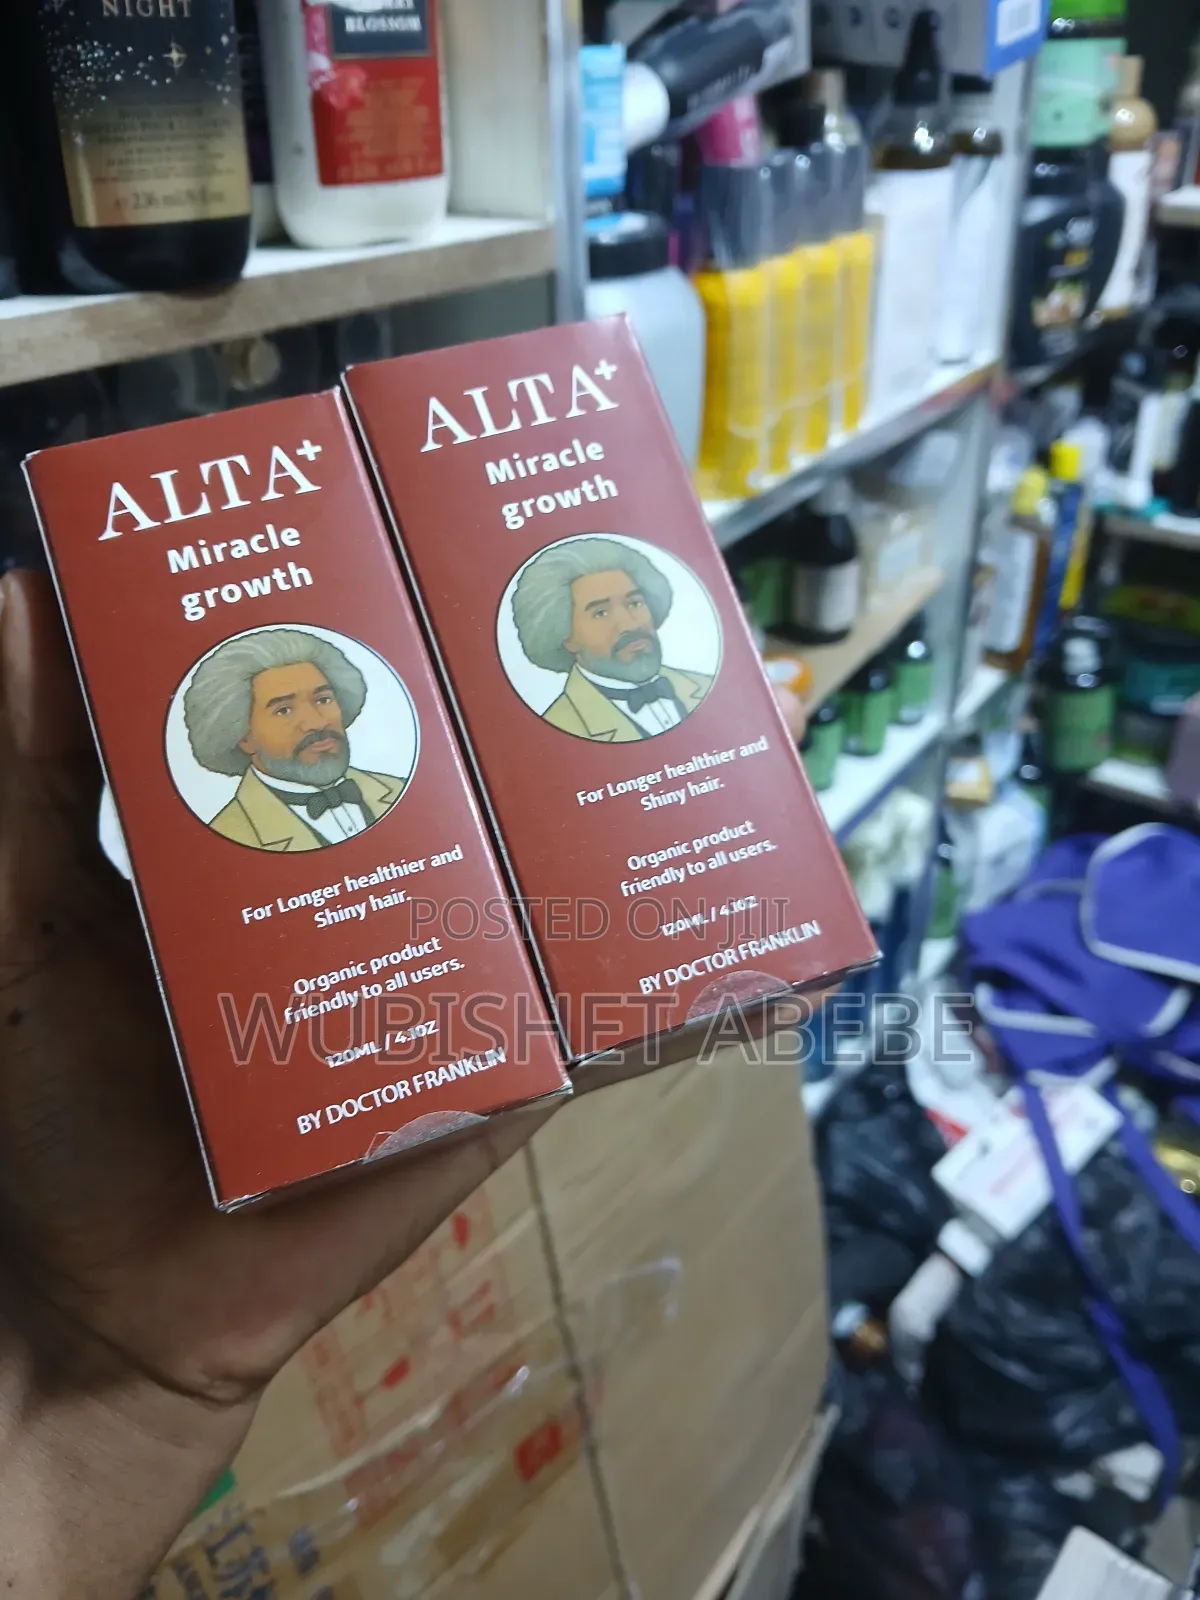 NIGHT
BLOSSOM
ALTA+
Miracle
growth
For Longer healthier and
Shiny hair.
Organic product
friendly to all users.
120ML / 4.1OZ
BY DOCTOR FRANKLIN
ALTA+
Miracle
growth
For Longer healthier and
Shiny hair.
Organic product
friendly to all users.
120ML / 4.1OZ
BY DOCTOR FRANKLIN
POSTED ON JIJI
WUBISHET ABEBE